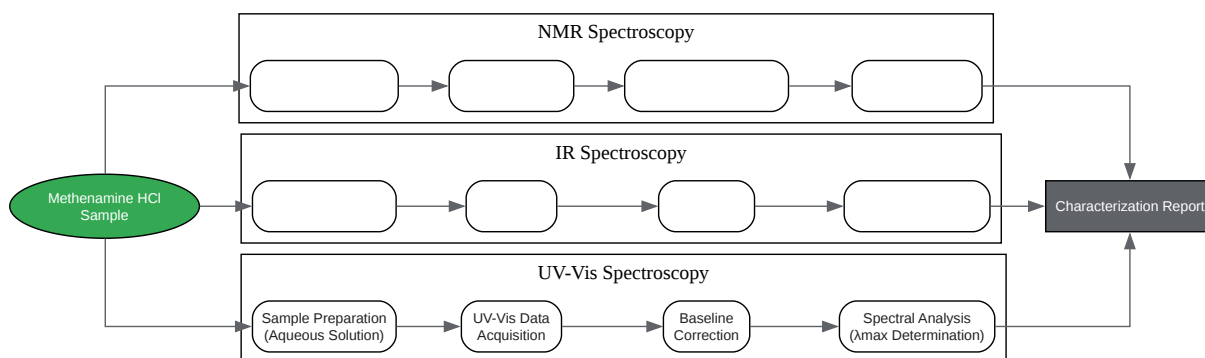 NMR Spectroscopy
IR Spectroscopy
Methenamine HCl
Sample
Characterization Report
UV-Vis Spectroscopy
Sample Preparation
(Aqueous Solution)
UV-Vis Data
Acquisition
Baseline
Correction
Spectral Analysis
(λmax Determination)